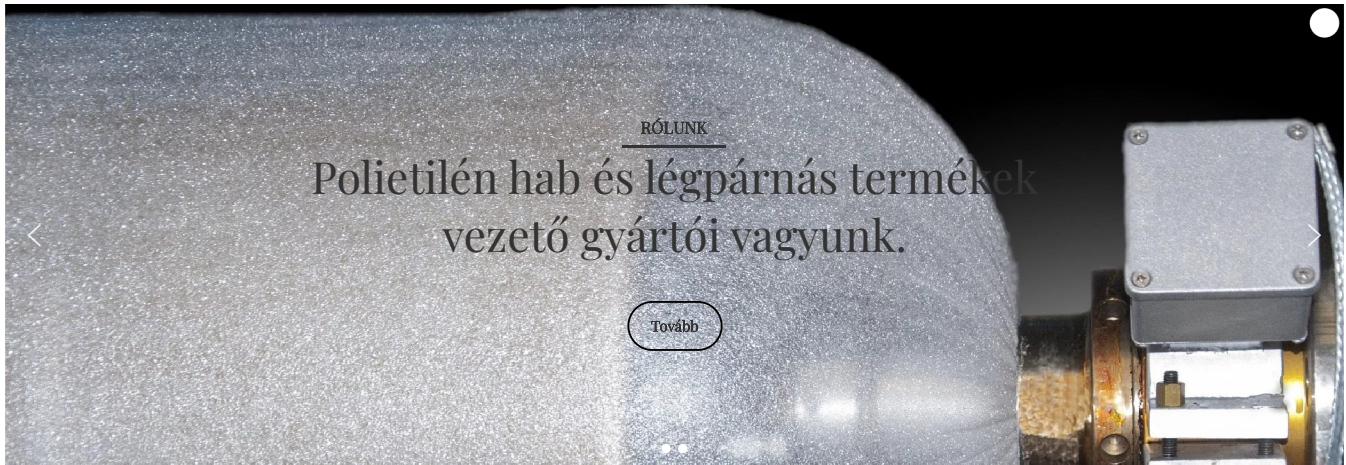 RÓLUNK
Polietilén hab és légpárnás termékek
vezető gyártói vagyunk.
Tovább